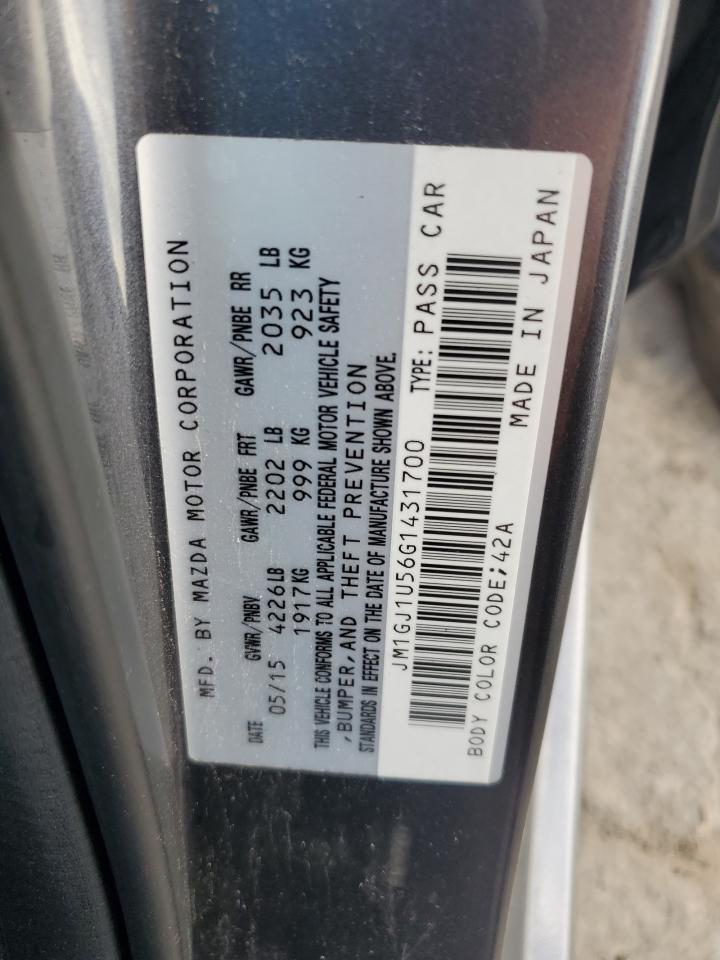 MFD. BY MAZDA MOTOR CORPORATION
DATE GVWR/PNBV GAWR/PNBE FRT GAWR/PNBE RR
05/15 4226LB 2202 LB 2035 LB
1917KG 999 KG 923 KG
THIS VEHICLE CONFORMS TO ALL APPLICABLE FEDERAL MOTOR VEHICLE SAFETY
,BUMPER,AND THEFT PREVENTION
STANDARDS IN EFFECT ON THE DATE OF MANUFACTURE SHOWN ABOVE.
JM1GJ1U56G1431700 TYPE: PASS CAR
BODY COLOR CODE;42A MADE IN JAPAN